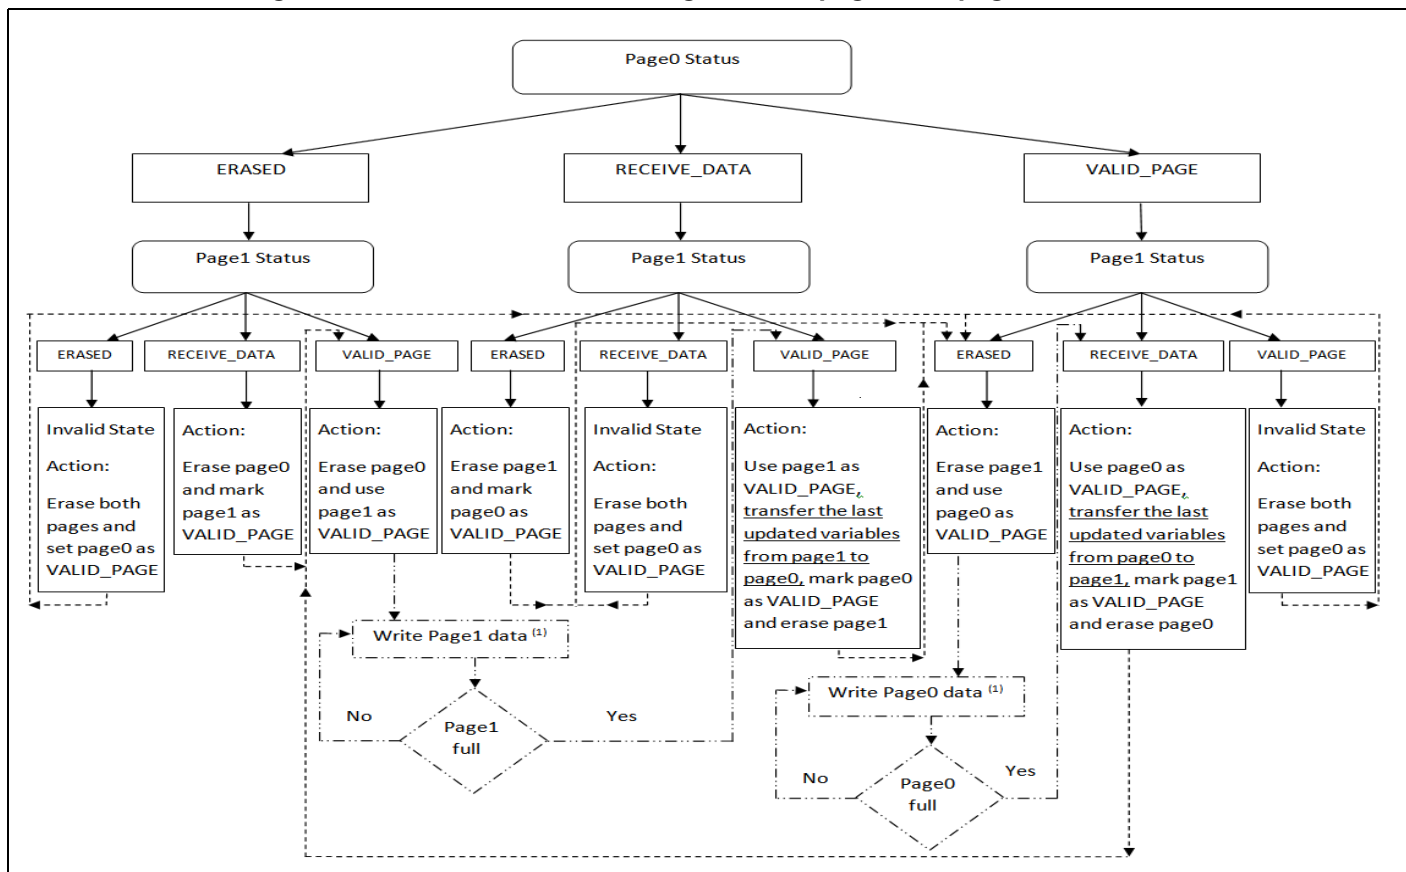 Page0 Status
ERASED
RECEIVE_DATA
VALID_PAGE
Page1 Status
Page1 Status
Page1 Status
ERASED
RECEIVE_DATA
VALID_PAGE
ERASED
RECEIVE_DATA
VALID_PAGE
ERASED
RECEIVE_DATA
VALID_PAGE
Invalid State
Action:
Erase both
pages and
set page0 as
VALID_PAGE
Action:
Erase page0
and mark
page1 as
VALID_PAGE
Action:
Erase page0
and use
page1 as
VALID_PAGE
Action:
Erase page1
and mark
page0 as
VALID_PAGE
Invalid State
Action:
Erase both
pages and
set page0 as
VALID_PAGE
Action:
Use page1 as
VALID_PAGE,
transfer the last
updated variables
from page1 to
page0, mark page0
as VALID_PAGE
and erase page1
Action:
Erase page1
and use
page0 as
VALID_PAGE
Action:
Use page0 as
VALID_PAGE,
transfer the last
updated variables
from page0 to
page1, mark page1
as VALID_PAGE
and erase page0
Invalid State
Action:
Erase both
pages and
set page0 as
VALID_PAGE
Write Page1 data (1)
No
Page1
full
Yes
Write Page0 data (1)
No
Page0
full
Yes